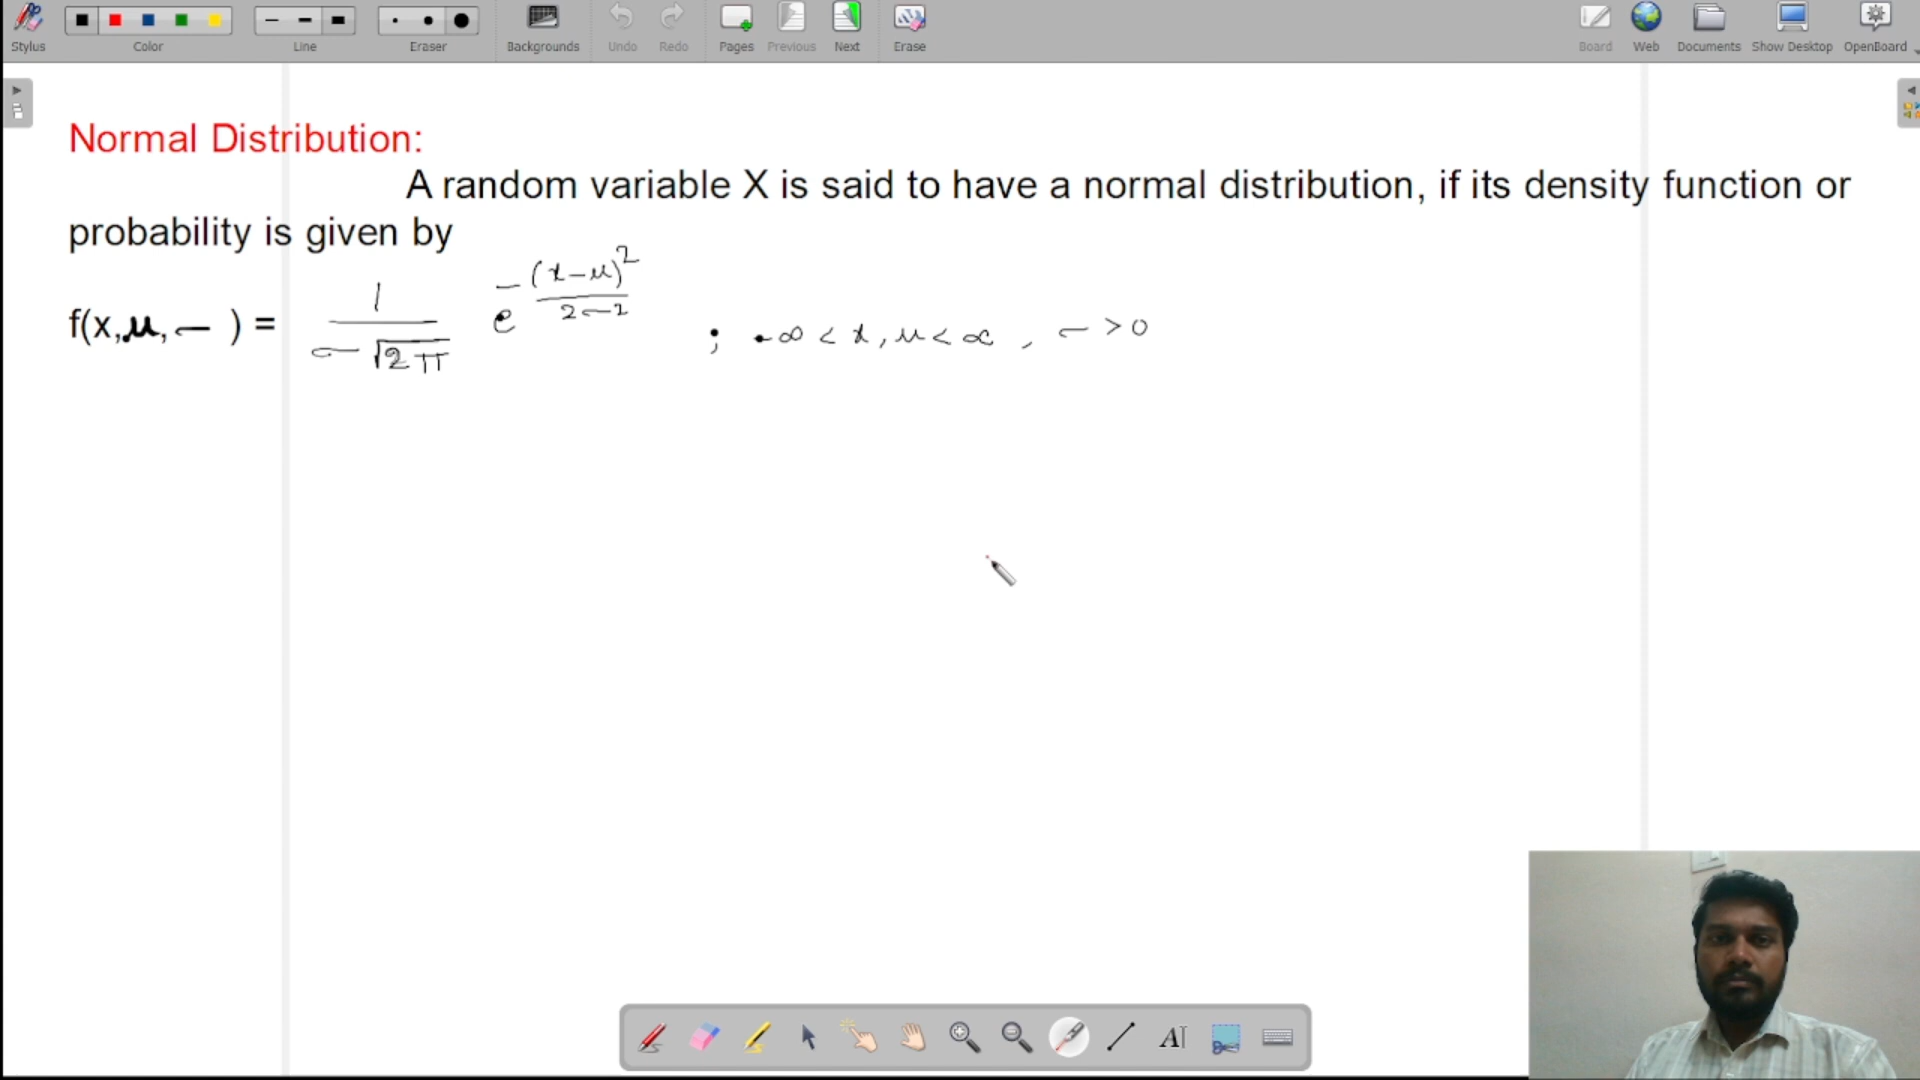 Stylus Color Line Eraser Backgrounds Undo Redo Pages Previous Next Erase Board Web Documents Show Desktop OpenBoard
Normal Distribution:
A random variable X is said to have a normal distribution, if its density function or
probability is given by
f(x,μ,σ ) = 1/(σ√2π) e^(-(x-μ)^2/2σ^2) ; -∞ < x, μ < ∞ , σ > 0